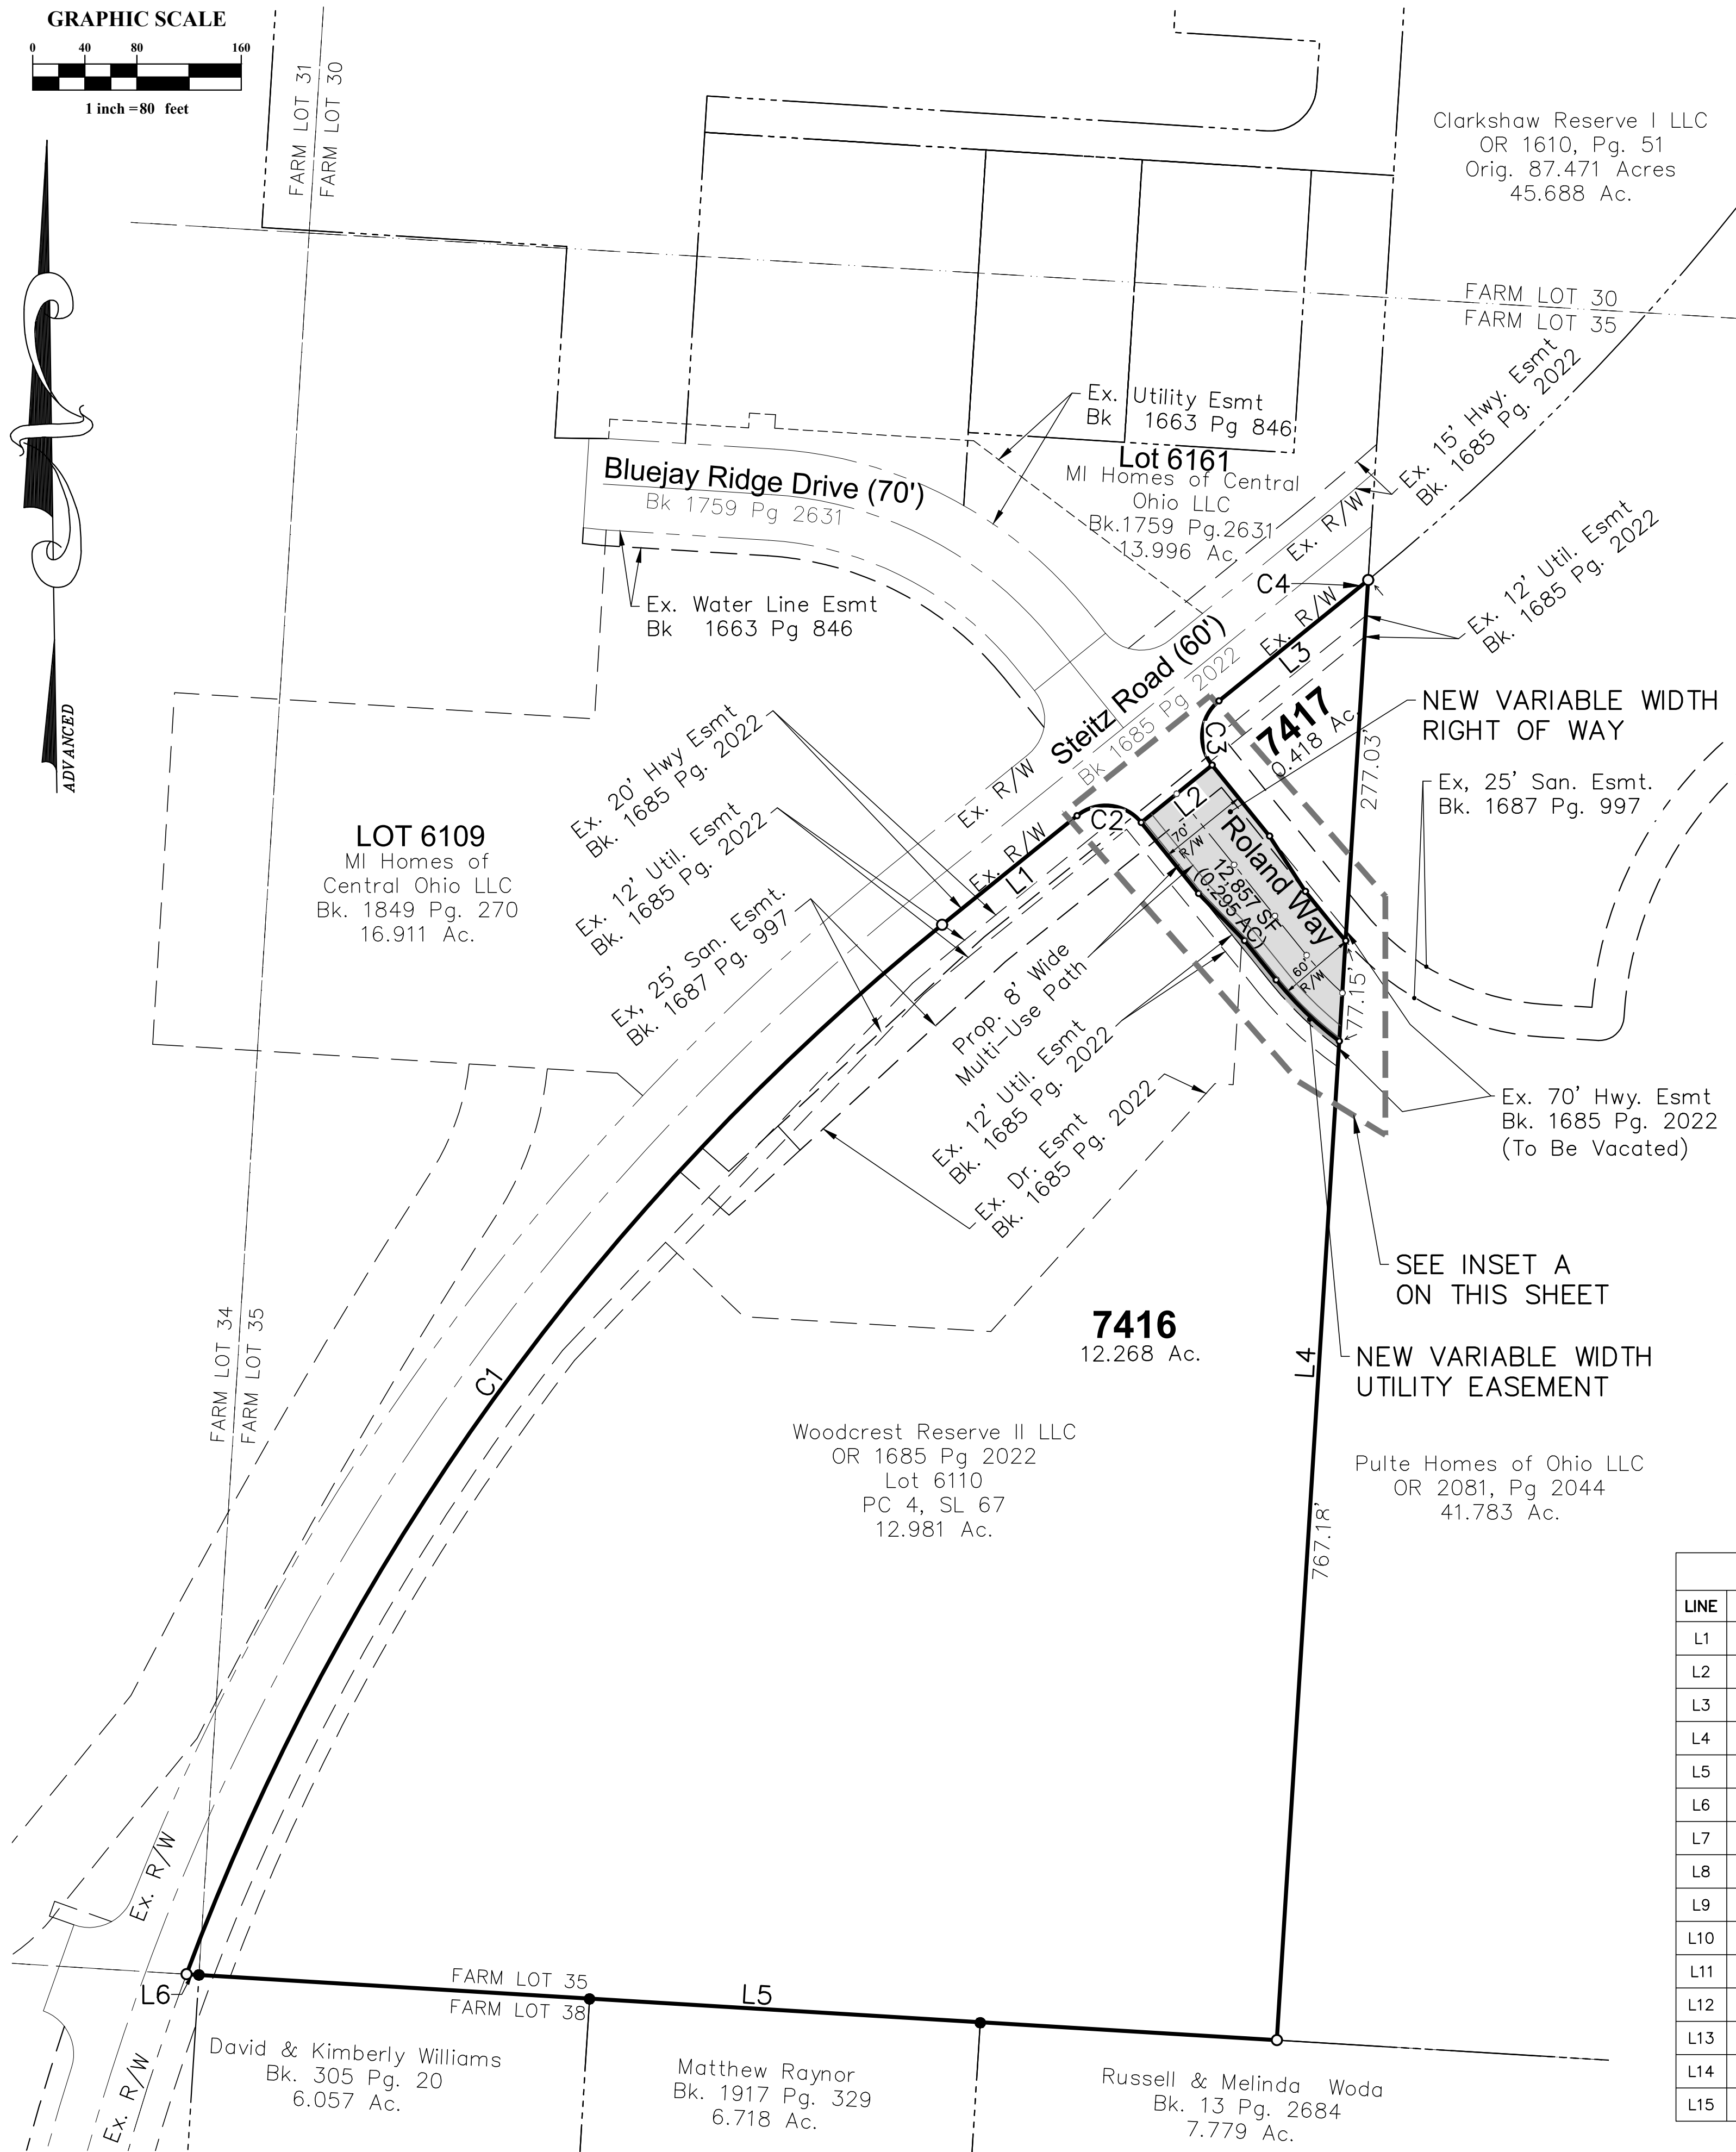 GRAPHIC SCALE
0 40 80 160
1 inch = 80 feet
ADVANCED
FARM LOT 31
FARM LOT 30
Clarkshaw Reserve I LLC
OR 1610, Pg. 51
Orig. 87.471 Acres
45.688 Ac.
FARM LOT 30
FARM LOT 35
Ex. 15' Hwy. Esmt
Bk. 1685 Pg. 2022
Ex. Utility Esmt
Bk 1663 Pg 846
Lot 6161
MI Homes of Central
Ohio LLC
Bk.1759 Pg.2631
13.996 Ac.
Bluejay Ridge Drive (70')
Bk 1759 Pg 2631
Ex. R/W
C4
Ex. 12' Util. Esmt
Bk. 1685 Pg. 2022
Ex. Water Line Esmt
Bk 1663 Pg 846
Ex. R/W
L3
Steitz Road (60')
Bk 1685 Pg 2022
7417
0.418 Ac.
277.03'
NEW VARIABLE WIDTH
RIGHT OF WAY
Ex, 25' San. Esmt.
Bk. 1687 Pg. 997
C3
Ex. R/W
L2
C2
Ex. R/W
L1
Ex. 20' Hwy Esmt
Bk. 1685 Pg. 2022
Ex. 12' Util. Esmt
Bk. 1685 Pg. 2022
Ex, 25' San. Esmt.
Bk. 1687 Pg. 997
LOT 6109
MI Homes of
Central Ohio LLC
Bk. 1849 Pg. 270
16.911 Ac.
70'
R/W
Roland Way
12,857 SF
(0.295 AC)
60'
R/W
77.15'
Prop. 8' Wide
Multi-Use Path
Ex. 12' Util. Esmt
Bk. 1685 Pg. 2022
Ex. Dr. Esmt
Bk. 1685 Pg. 2022
Ex. 70' Hwy. Esmt
Bk. 1685 Pg. 2022
(To Be Vacated)
SEE INSET A
ON THIS SHEET
NEW VARIABLE WIDTH
UTILITY EASEMENT
7416
12.268 Ac.
L4
FARM LOT 34
FARM LOT 35
C1
Woodcrest Reserve II LLC
OR 1685 Pg 2022
Lot 6110
PC 4, SL 67
12.981 Ac.
Pulte Homes of Ohio LLC
OR 2081, Pg 2044
41.783 Ac.
767.18'
LINE
L1
L2
L3
L4
L5
L6
L7
L8
L9
L10
L11
L12
L13
L14
L15
Ex. R/W
L6
FARM LOT 35
FARM LOT 38
L5
Ex. R/W
David & Kimberly Williams
Bk. 305 Pg. 20
6.057 Ac.
Matthew Raynor
Bk. 1917 Pg. 329
6.718 Ac.
Russell & Melinda Woda
Bk. 13 Pg. 2684
7.779 Ac.